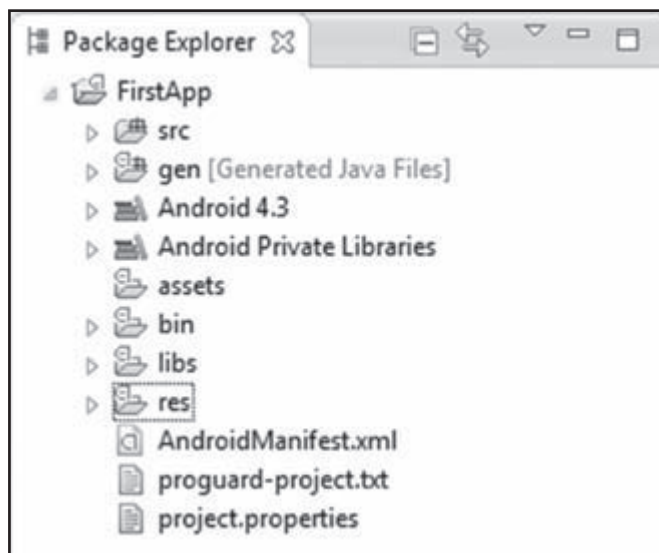 Package Explorer
FirstApp
src
gen [Generated Java Files]
Android 4.3
Android Private Libraries
assets
bin
libs
res
AndroidManifest.xml
proguard-project.txt
project.properties